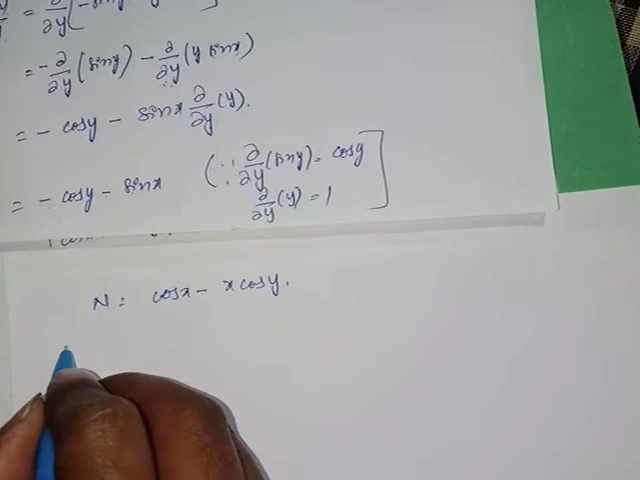 = ∂/∂y [-
= - ∂/∂y (siny) - ∂/∂y (y sinx)
= - cosy - sinx ∂/∂y (y).
= - cosy - sinx (∵ ∂/∂y (siny) = cosy
∂/∂y (y) = 1 ]
N = cosx - x cosy.